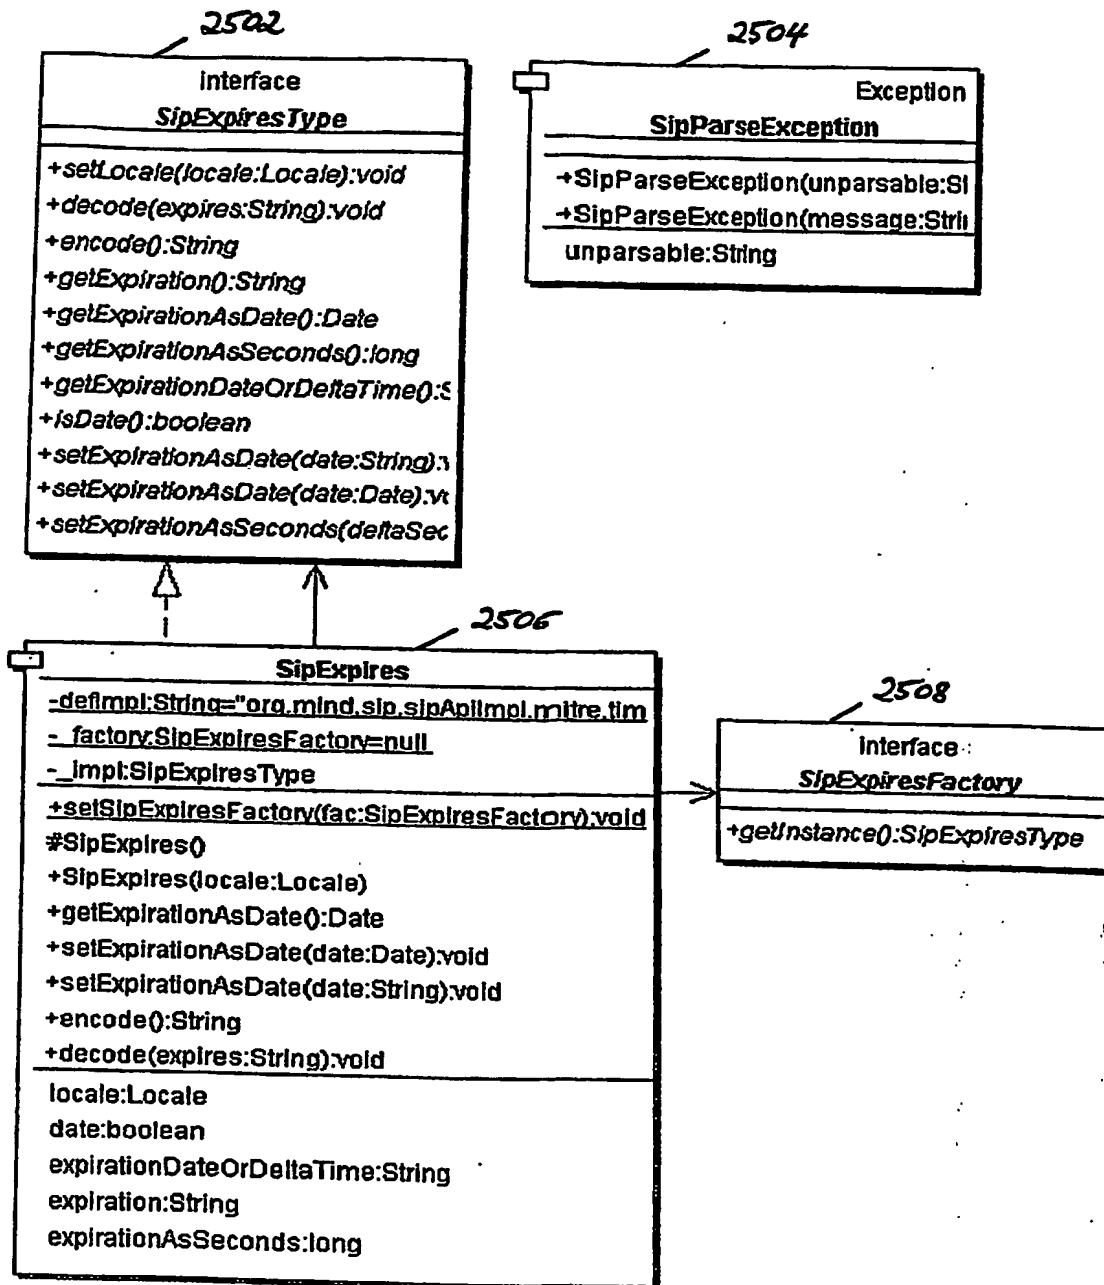 2502
interface
SipExpiresType
+setLocale(locale:Locale):void
+decode(expires:String):void
+encode():String
+getExpiration():String
+getExpirationAsDate():Date
+getExpirationAsSeconds():long
+getExpirationDateOrDeltaTime():S
+isDate():boolean
+setExpirationAsDate(date:String):v
+setExpirationAsDate(date:Date):vo
+setExpirationAsSeconds(deltaSec
2504
Exception
SipParseException
+SipParseException(unparsable:St
+SipParseException(message:Strin
unparsable:String
2506
SipExpires
-defImpl:String="org.mind.sip.sipApiImpl.mitre.tim
-_factory:SipExpiresFactory=null
-_impl:SipExpiresType
+setSipExpiresFactory(fac:SipExpiresFactory):void
#SipExpires()
+SipExpires(locale:Locale)
+getExpirationAsDate():Date
+setExpirationAsDate(date:Date):void
+setExpirationAsDate(date:String):void
+encode():String
+decode(expires:String):void
locale:Locale
date:boolean
expirationDateOrDeltaTime:String
expiration:String
expirationAsSeconds:long
2508
interface
SipExpiresFactory
+getInstance():SipExpiresType